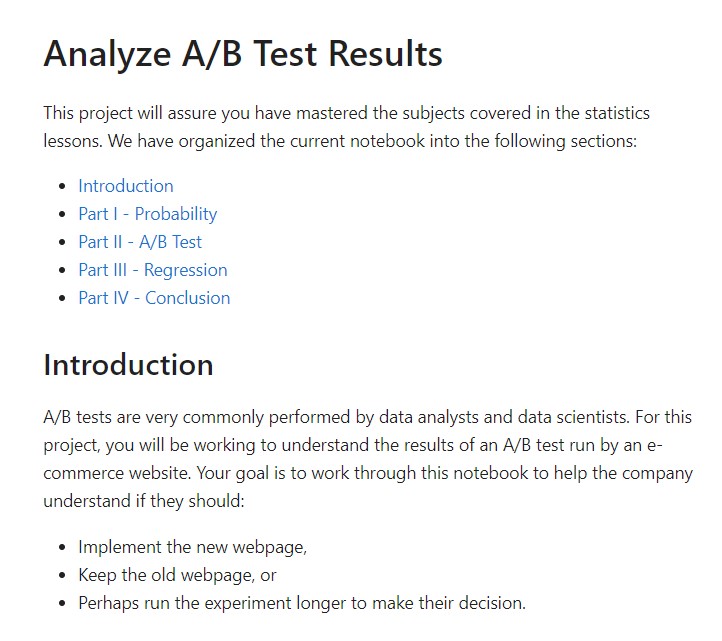 Analyze A/B Test Results
This project will assure you have mastered the subjects covered in the statistics
lessons. We have organized the current notebook into the following sections:
• Introduction
• Part I - Probability
• Part II - A/B Test
• Part III - Regression
• Part IV - Conclusion
Introduction
A/B tests are very commonly performed by data analysts and data scientists. For this
project, you will be working to understand the results of an A/B test run by an e-
commerce website. Your goal is to work through this notebook to help the company
understand if they should:
• Implement the new webpage,
• Keep the old webpage, or
• Perhaps run the experiment longer to make their decision.